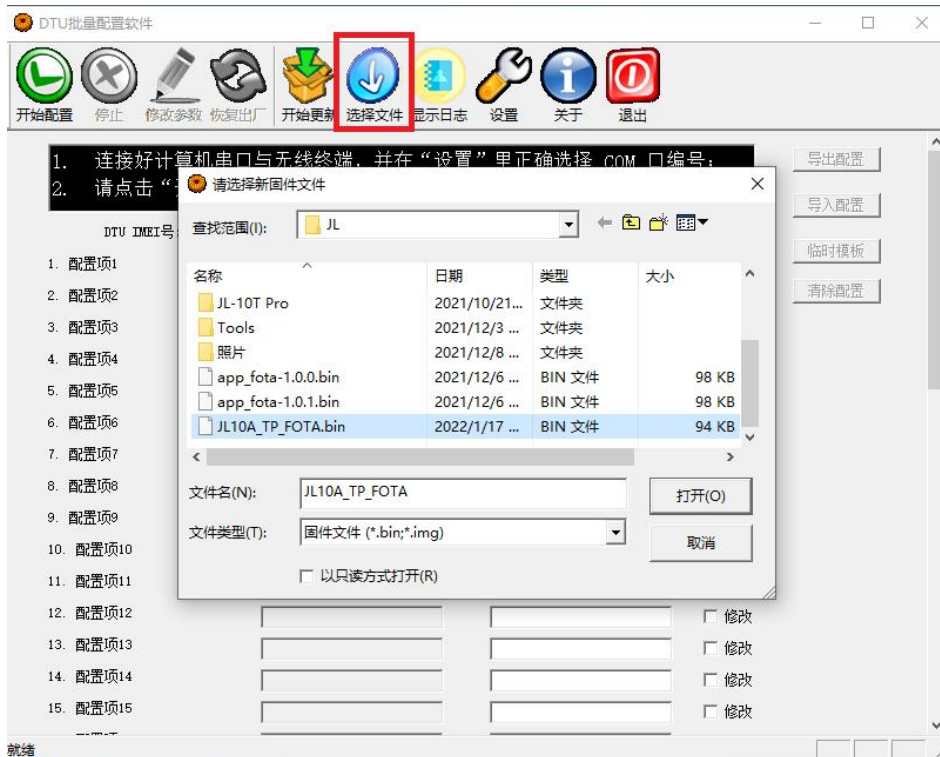 DTU批量配置软件
开始配置 停止 修改参数 恢复出厂 开始更新 选择文件 显示日志 设置 关于 退出
1. 连接好计算机串口与无线终端，并在“设置”里正确选择 COM 口编号；
2. 请点击“
导出配置
导入配置
临时模板
清除配置
请选择新固件文件
查找范围(I): JL
DTU IMEI号
名称 日期 类型 大小
JL-10T Pro 2021/10/21... 文件夹
Tools 2021/12/3 ... 文件夹
照片 2021/12/8 ... 文件夹
app_fota-1.0.0.bin 2021/12/6 ... BIN 文件 98 KB
app_fota-1.0.1.bin 2021/12/6 ... BIN 文件 98 KB
JL10A_TP_FOTA.bin 2022/1/17 ... BIN 文件 94 KB
文件名(N): JL10A_TP_FOTA 打开(O)
文件类型(T): 固件文件 (*.bin;*.img) 取消
以只读方式打开(R)
1. 配置项1
2. 配置项2
3. 配置项3
4. 配置项4
5. 配置项5
6. 配置项6
7. 配置项7
8. 配置项8
9. 配置项9
10. 配置项10
11. 配置项11
12. 配置项12 修改
13. 配置项13 修改
14. 配置项14 修改
15. 配置项15 修改
就绪